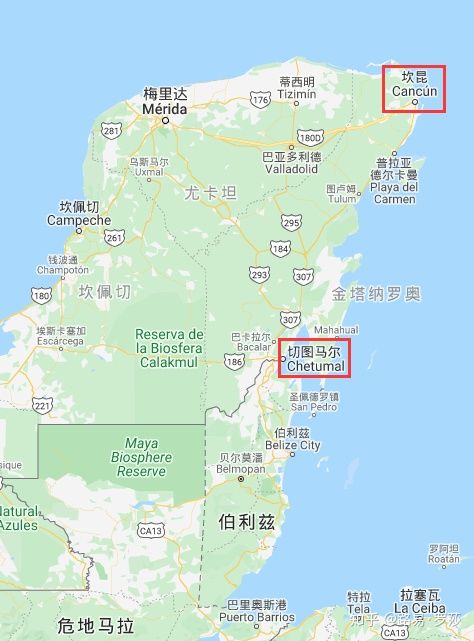 坎昆
Cancún
梅里达
Mérida
蒂西明
Tizimín
176
281
180D
乌斯马尔
Uxmal
巴亚多利德
Valladolid
普拉亚
德尔卡曼
Playa del
Carmen
尤卡坦
图卢姆
Tulum
坎佩切
Campeche
261
295
184
钱波通
Champotón
293
307
180
坎佩切
金塔纳罗奥
307
埃斯卡塞加
Escárcega
Reserva de
la Biosfera
Calakmul
巴卡拉尔
Bacalar
Mahahual
186
切图马尔
Chetumal
221
圣佩德罗镇
San Pedro
Maya
Biosphere
Reserve
伯利兹
Belize City
贝尔莫潘
Belmopan
sique
Natural
Azules
CA13
伯利兹
罗阿坦
Roatán
CA13
特拉
Tela
拉塞瓦
La Ceiba
巴里奥斯港
Puerto Barrios
危地马拉